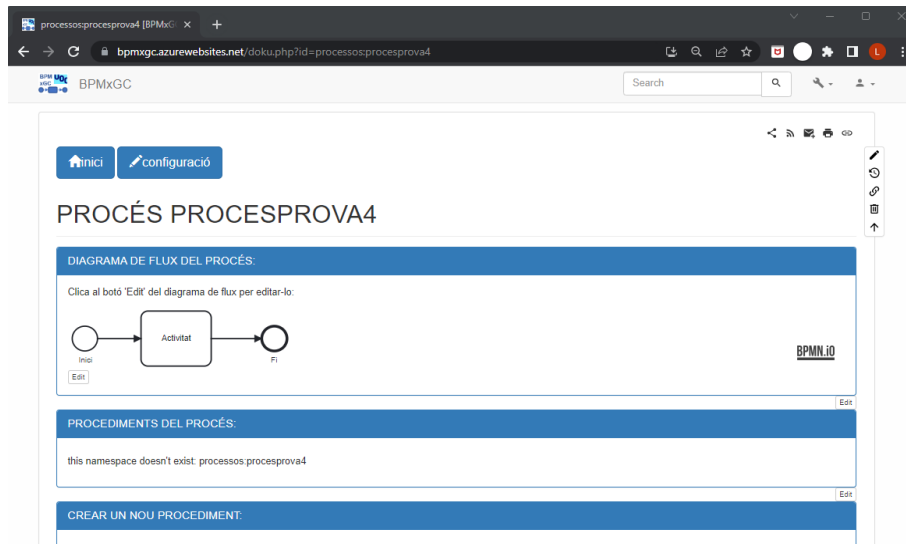 processos:procesprova4 [BPMxG
bpmxgc.azurewebsites.net/doku.php?id=processos:procesprova4
L
BPM UOC
xGC
BPMxGC
Search
inici
configuració
PROCÉS PROCESPROVA4
DIAGRAMA DE FLUX DEL PROCÉS:
Clica al botó 'Edit' del diagrama de flux per editar-lo:
Activitat
Inici
Fi
BPMN.iO
Edit
Edit
PROCEDIMENTS DEL PROCÉS:
this namespace doesn't exist: processos:procesprova4
Edit
CREAR UN NOU PROCEDIMENT: